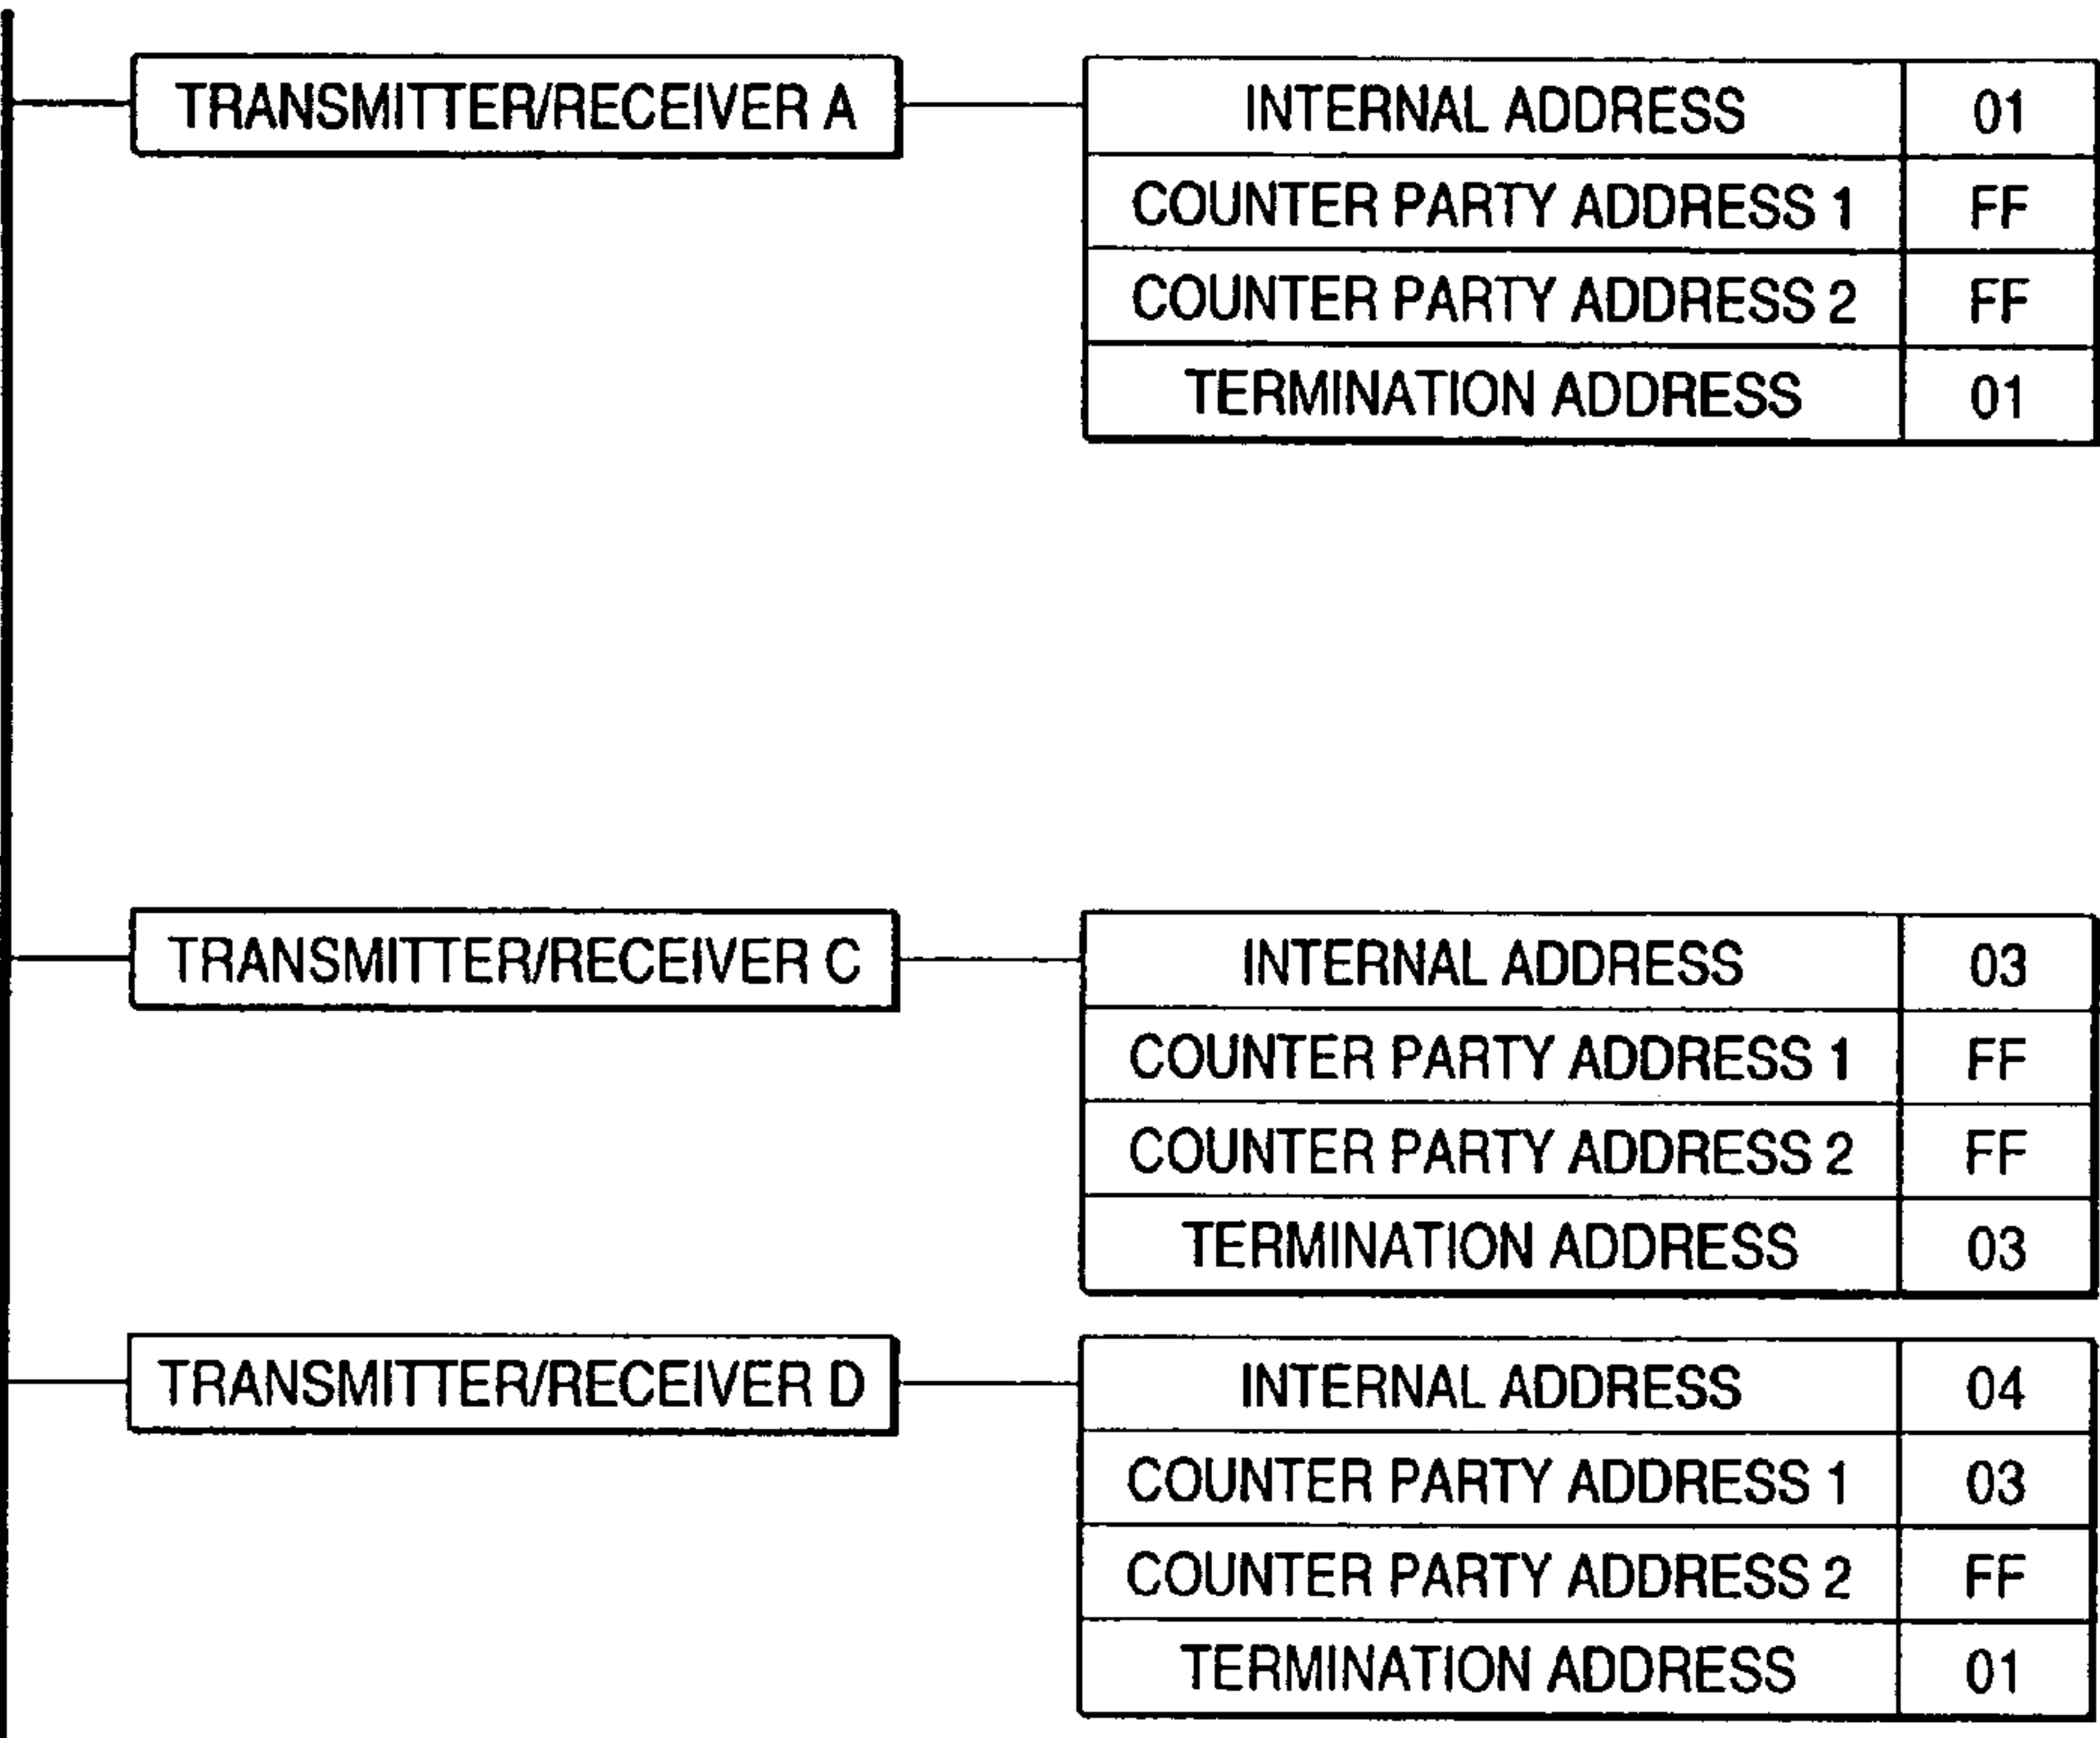 TRANSMITTER/RECEIVER A
INTERNAL ADDRESS 01
COUNTER PARTY ADDRESS 1 FF
COUNTER PARTY ADDRESS 2 FF
TERMINATION ADDRESS 01
TRANSMITTER/RECEIVER C
INTERNAL ADDRESS 03
COUNTER PARTY ADDRESS 1 FF
COUNTER PARTY ADDRESS 2 FF
TERMINATION ADDRESS 03
TRANSMITTER/RECEIVER D
INTERNAL ADDRESS 04
COUNTER PARTY ADDRESS 1 03
COUNTER PARTY ADDRESS 2 FF
TERMINATION ADDRESS 01